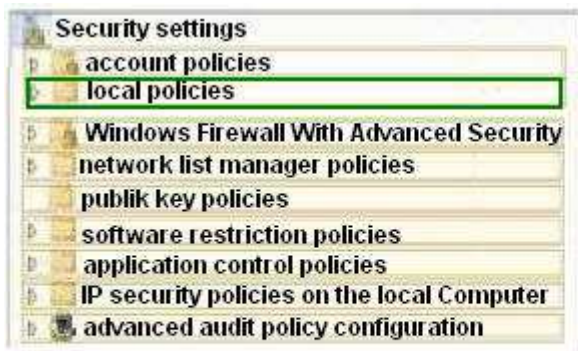 Security settings
account policies
local policies
Windows Firewall With Advanced Security
network list manager policies
publik key policies
software restriction policies
application control policies
IP security policies on the local Computer
advanced audit policy configuration